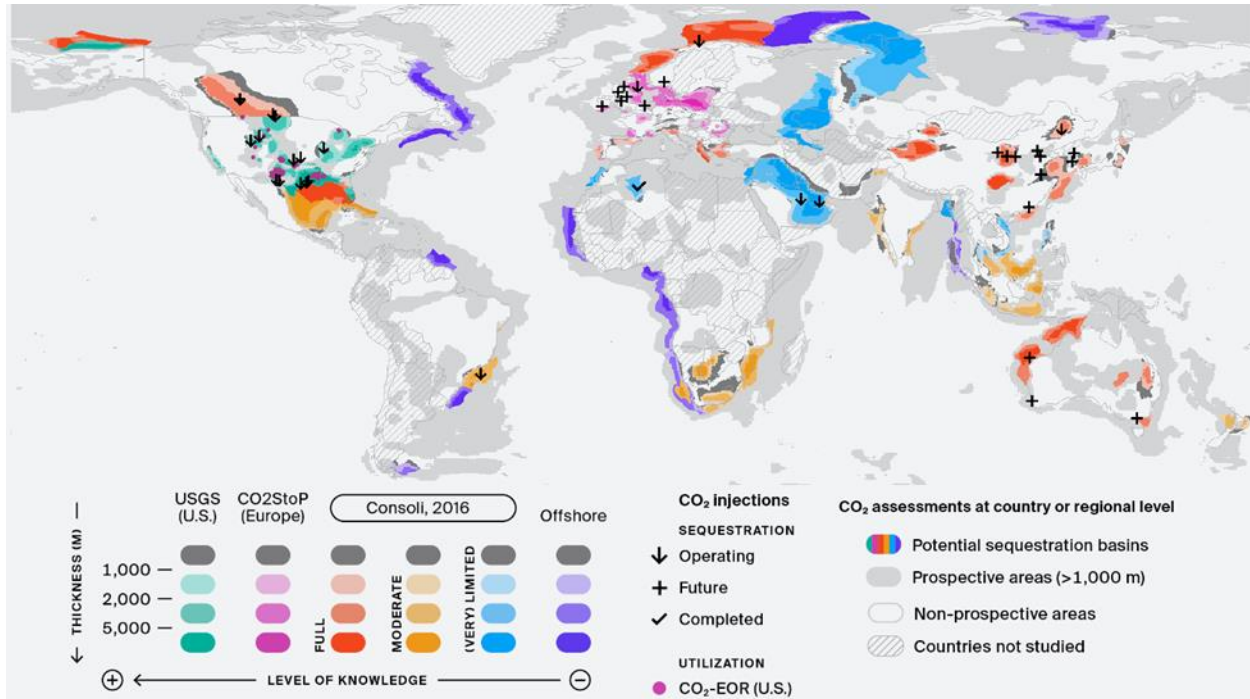 USGS
(U.S.)
CO2StoP
(Europe)
Consoli, 2016
Offshore
THICKNESS (M)
1,000
2,000
5,000
FULL
MODERATE
(VERY) LIMITED
LEVEL OF KNOWLEDGE
CO₂ injections
SEQUESTRATION
Operating
Future
Completed
UTILIZATION
CO₂-EOR (U.S.)
CO₂ assessments at country or regional level
Potential sequestration basins
Prospective areas (>1,000 m)
Non-prospective areas
Countries not studied